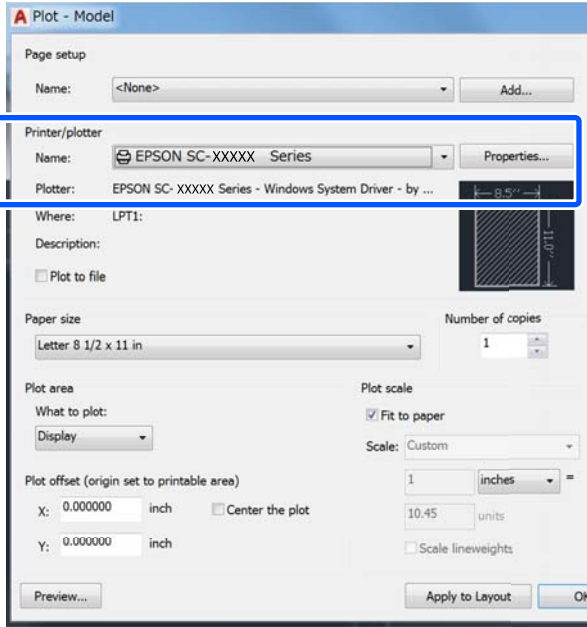 Plot - Model
Page setup
Name: <None> Add...
Printer/plotter
Name: EPSON SC-XXXXX Series Properties...
Plotter: EPSON SC- XXXXX Series - Windows System Driver - by ...
8.5''
Where: LPT1:
11.0''
Description:
Plot to file
Paper size Number of copies
Letter 8 1/2 x 11 in 1
Plot area Plot scale
What to plot: Fit to paper
Display Scale: Custom
Plot offset (origin set to printable area) 1 inches =
X: 0.000000 inch Center the plot 10.45 units
Y: 0.000000 inch Scale lineweights
Preview... Apply to Layout OK